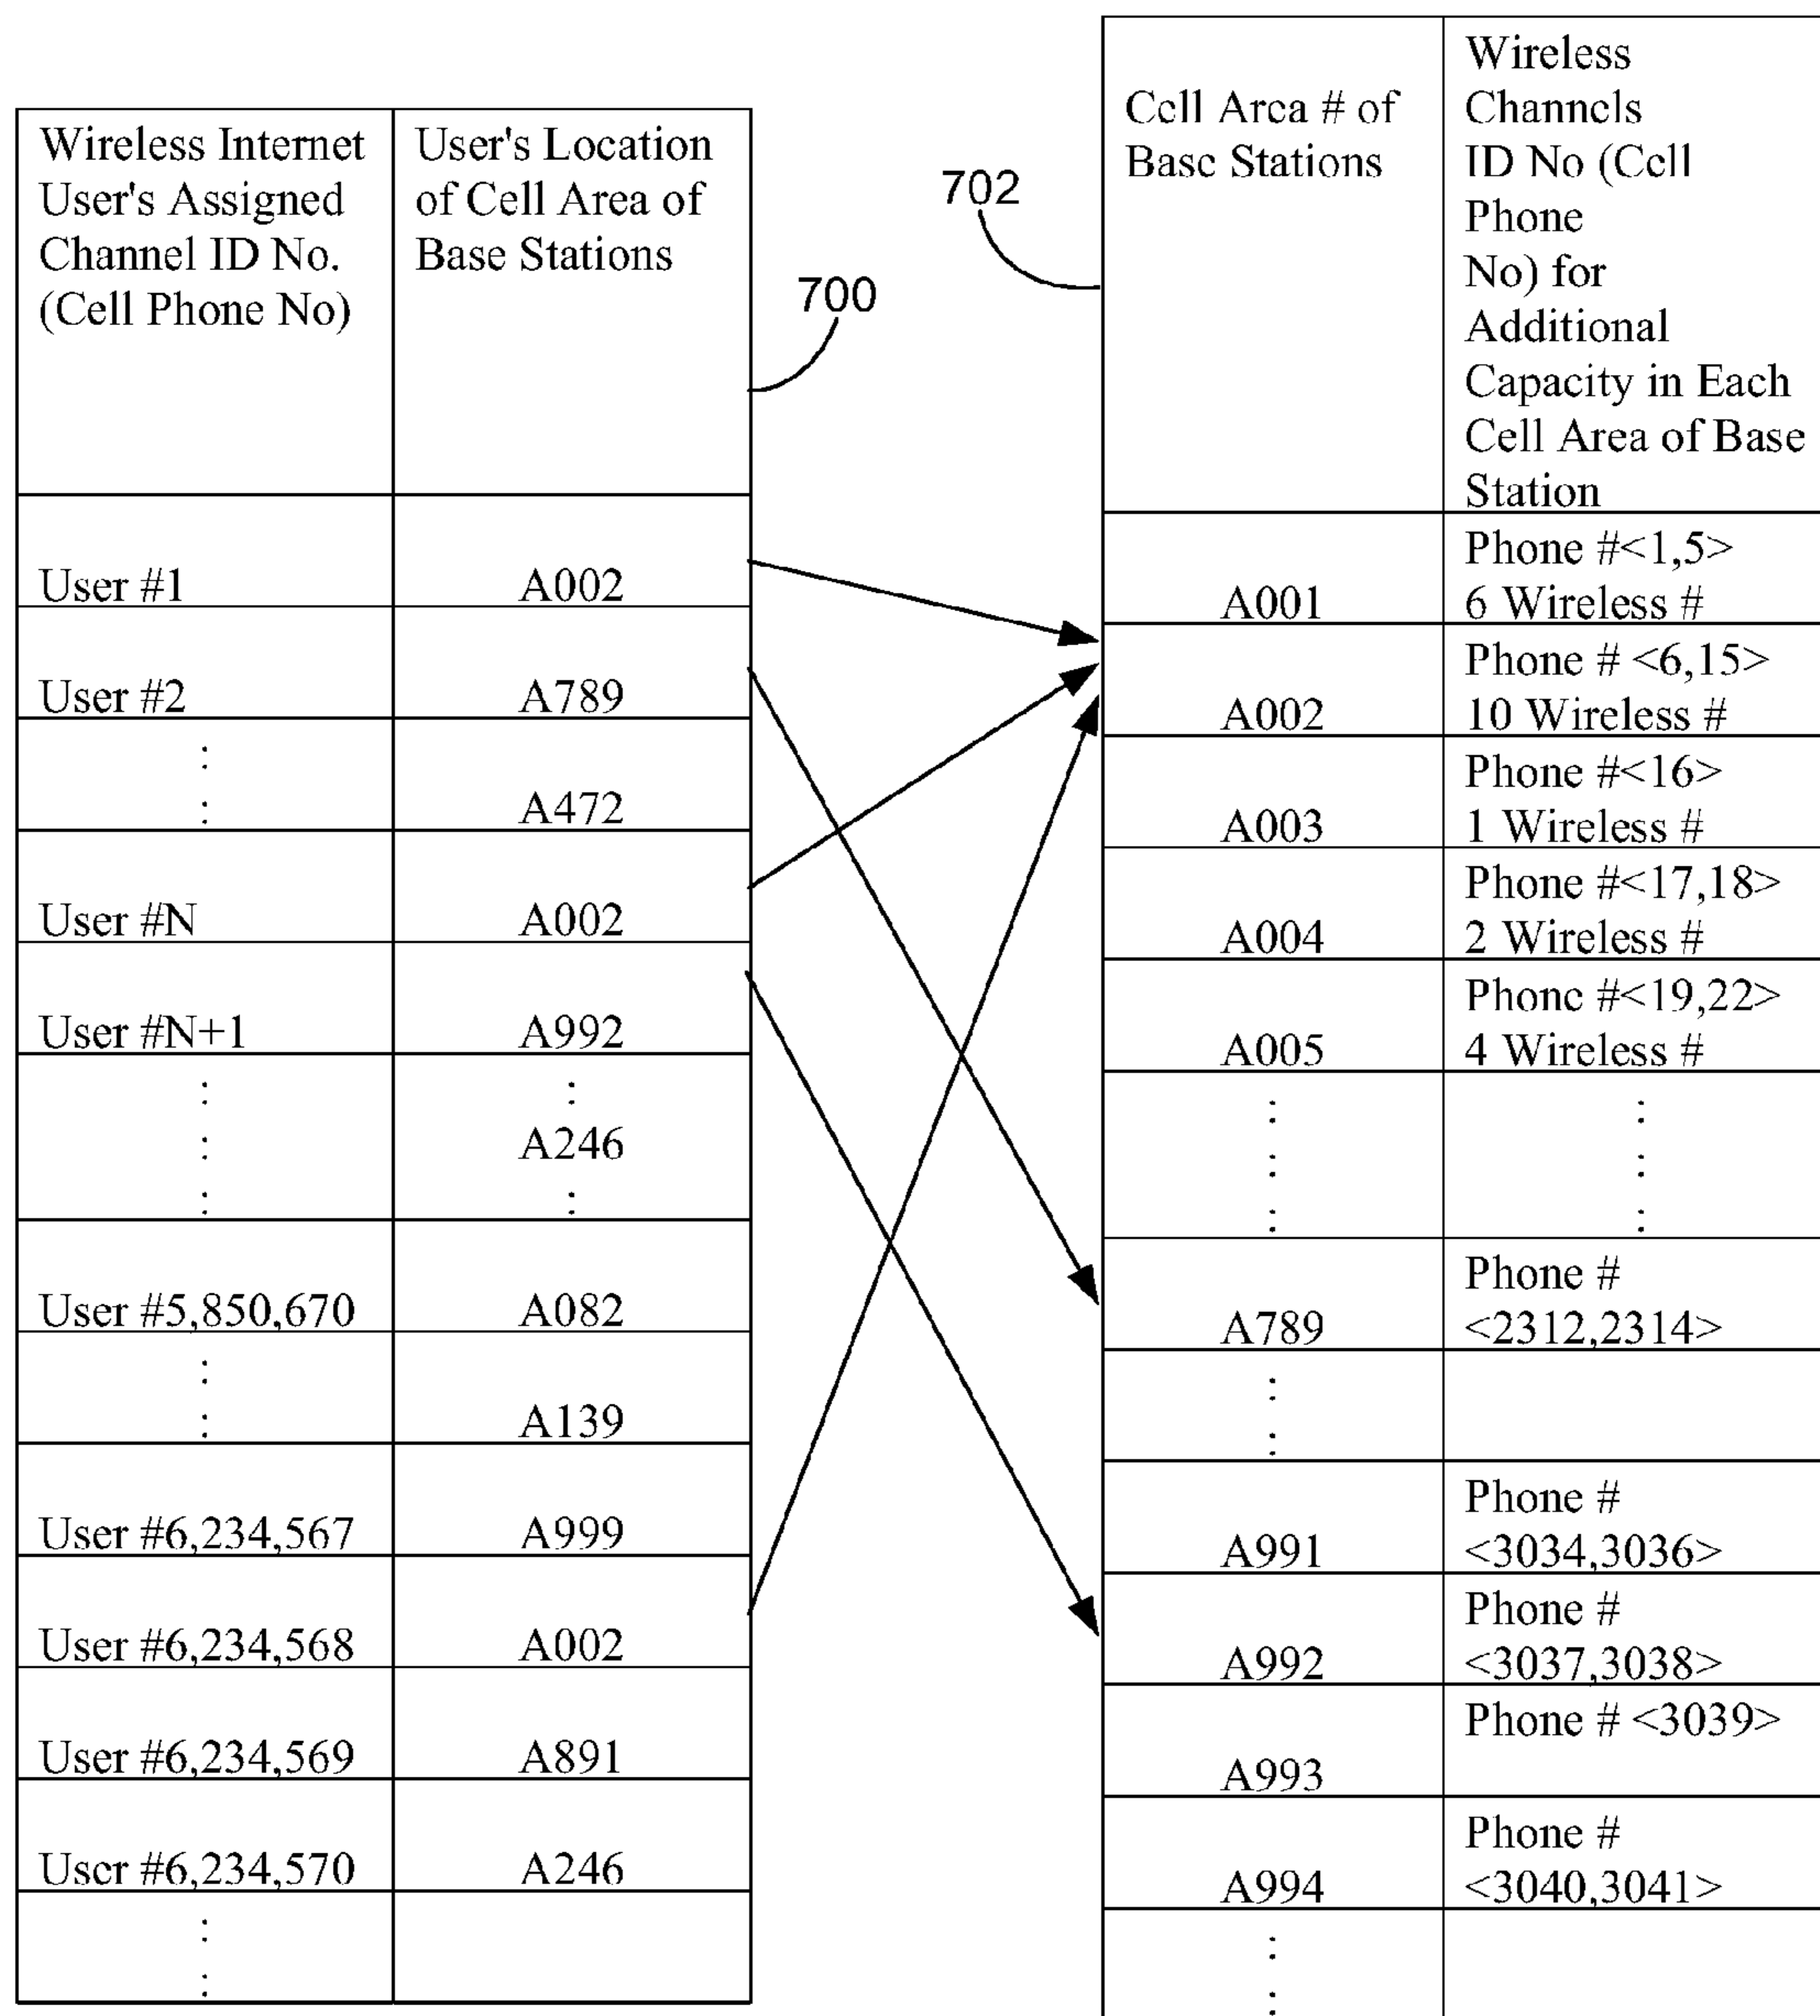 Wireless Internet
User's Assigned
Channel ID No.
(Cell Phone No)
User's Location
of Cell Area of
Base Stations
700
User #1 A002
User #2 A789
:
: A472
User #N A002
User #N+1 A992
: :
: A246
: :
User #5,850,670 A082
:
: A139
User #6,234,567 A999
User #6,234,568 A002
User #6,234,569 A891
User #6,234,570 A246
:
:
702
Cell Area # of
Base Stations
Wireless
Channels
ID No (Cell
Phone
No) for
Additional
Capacity in Each
Cell Area of Base
Station
Phone #<1,5>
A001 6 Wireless #
Phone # <6,15>
A002 10 Wireless #
Phone #<16>
A003 1 Wireless #
Phone #<17,18>
A004 2 Wireless #
Phone #<19,22>
A005 4 Wireless #
: :
: :
: :
Phone #
A789 <2312,2314>
:
:
Phone #
A991 <3034,3036>
Phone #
A992 <3037,3038>
Phone # <3039>
A993
Phone #
A994 <3040,3041>
:
: